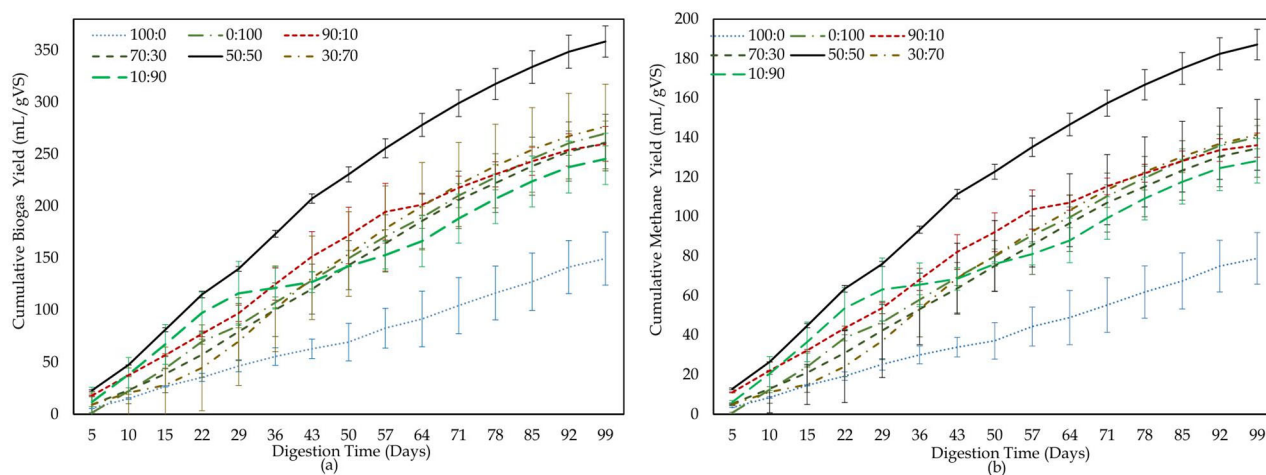 100:0 0:100 90:10
70:30 50:50 30:70
10:90
Cumulative Biogas Yield (mL/gVS)
350
300
250
200
150
100
50
0
5 10 15 22 29 36 43 50 57 64 71 78 85 92 99
Digestion Time (Days)
(a)
100:0 0:100 90:10
70:30 50:50 30:70
10:90
Cumulative Methane Yield (mL/gVS)
200
180
160
140
120
100
80
60
40
20
0
5 10 15 22 29 36 43 50 57 64 71 78 85 92 99
Digestion Time (Days)
(b)